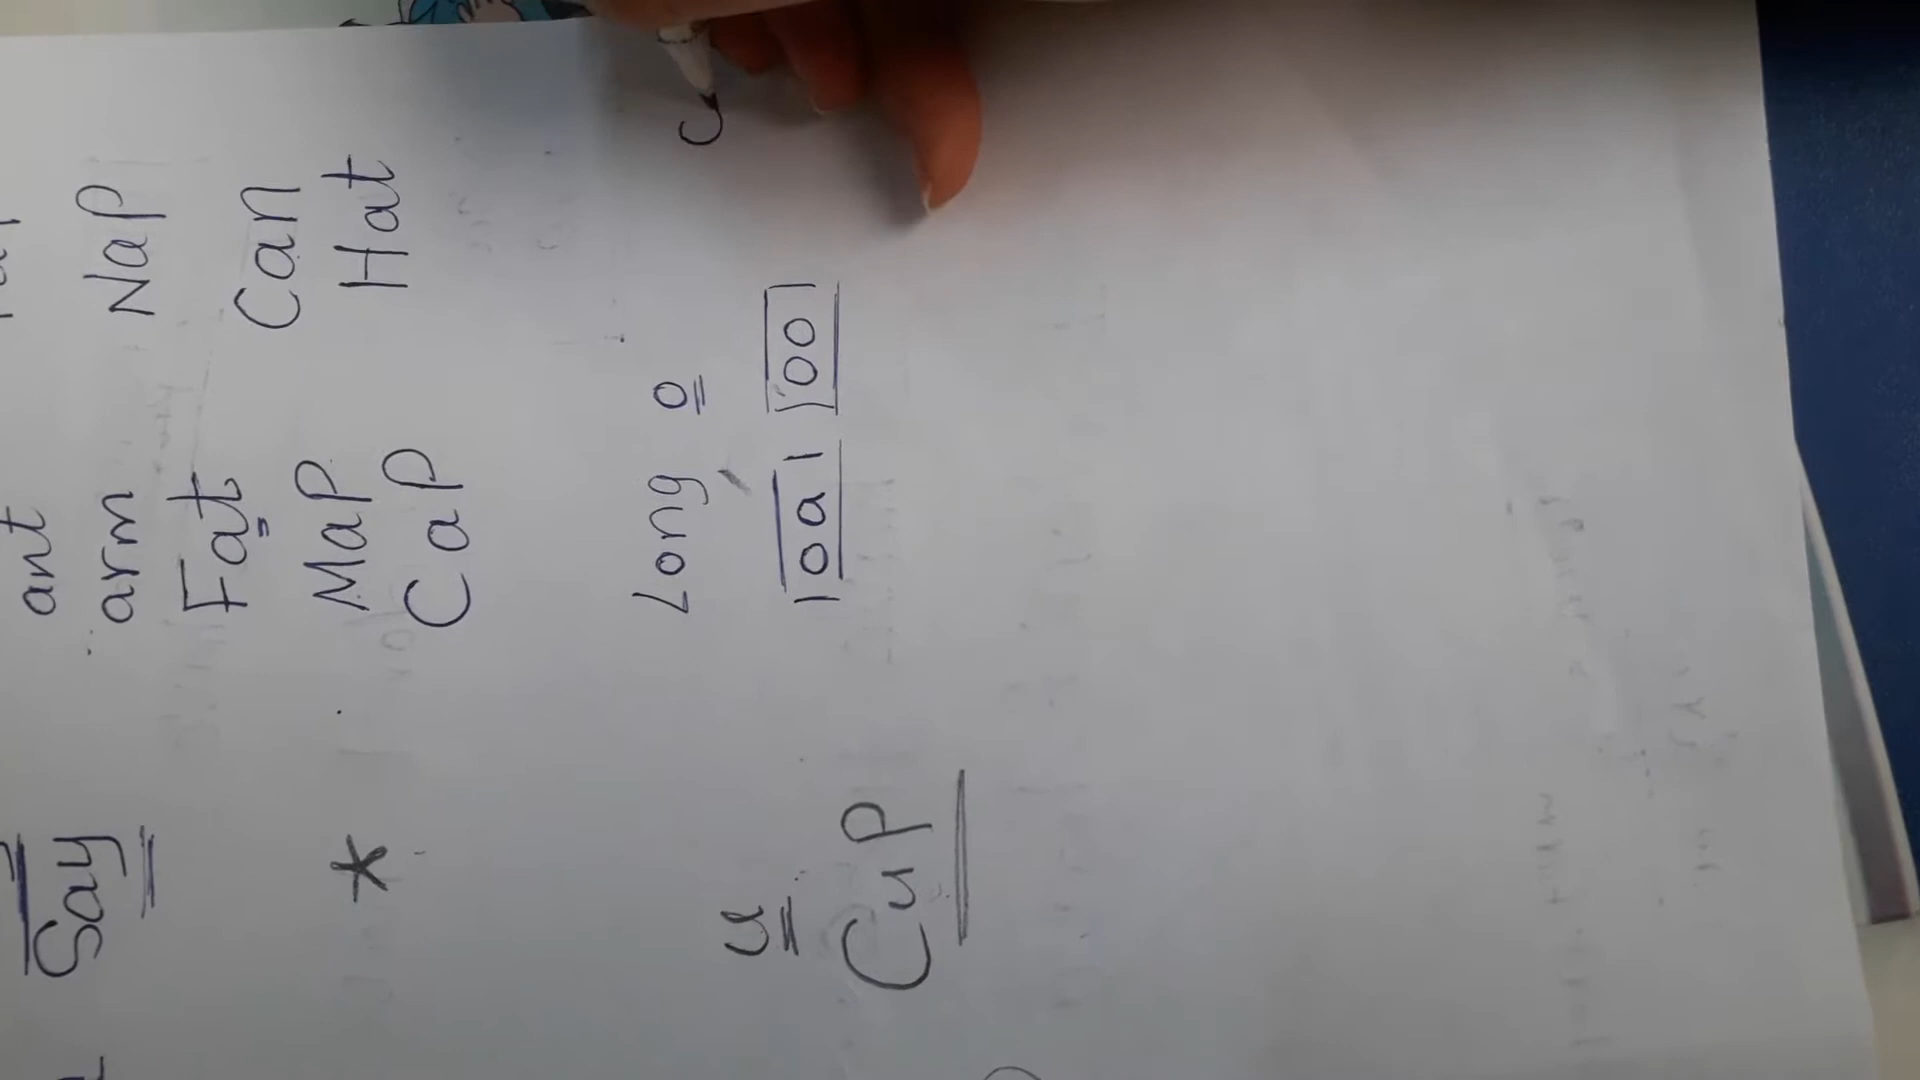 ant
arm Nap
Say Fat
Can
Map Hat
* Cap
Long o
u oa oo
Cup